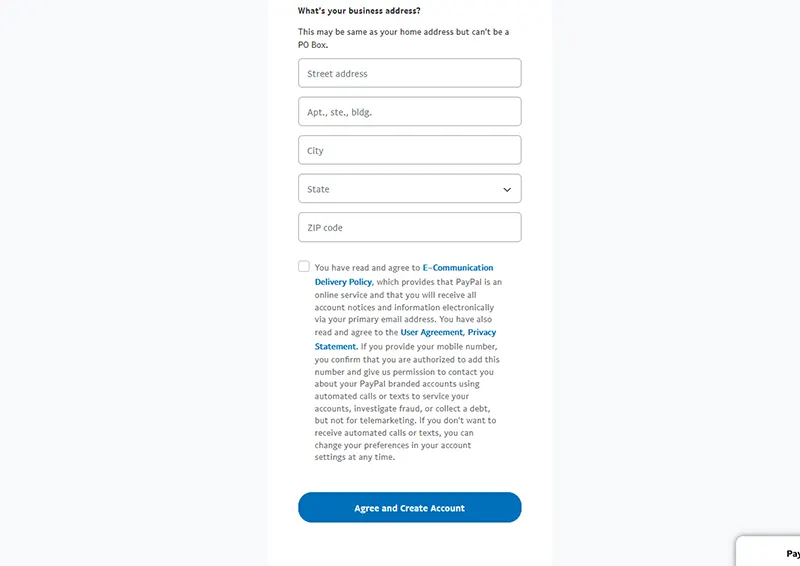 What's your business address?
This may be same as your home address but can't be a
PO Box.
Street address
Apt., ste., bldg.
City
State
ZIP code
You have read and agree to E-Communication
Delivery Policy, which provides that PayPal is an
online service and that you will receive all
account notices and information electronically
via your primary email address. You have also
read and agree to the User Agreement, Privacy
Statement. If you provide your mobile number,
you confirm that you are authorized to add this
number and give us permission to contact you
about your PayPal branded accounts using
automated calls or texts to service your
accounts, investigate fraud, or collect a debt,
but not for telemarketing. If you don't want to
receive automated calls or texts, you can
change your preferences in your account
settings at any time.
Agree and Create Account
Pay